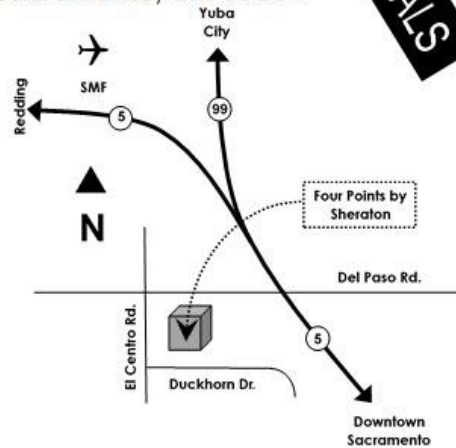 Yuba
City
ALS
SMF
Redding
5
99
Four Points by
Sheraton
N
Del Paso Rd.
El Centro Rd.
5
Duckhorn Dr.
Downtown
Sacramento